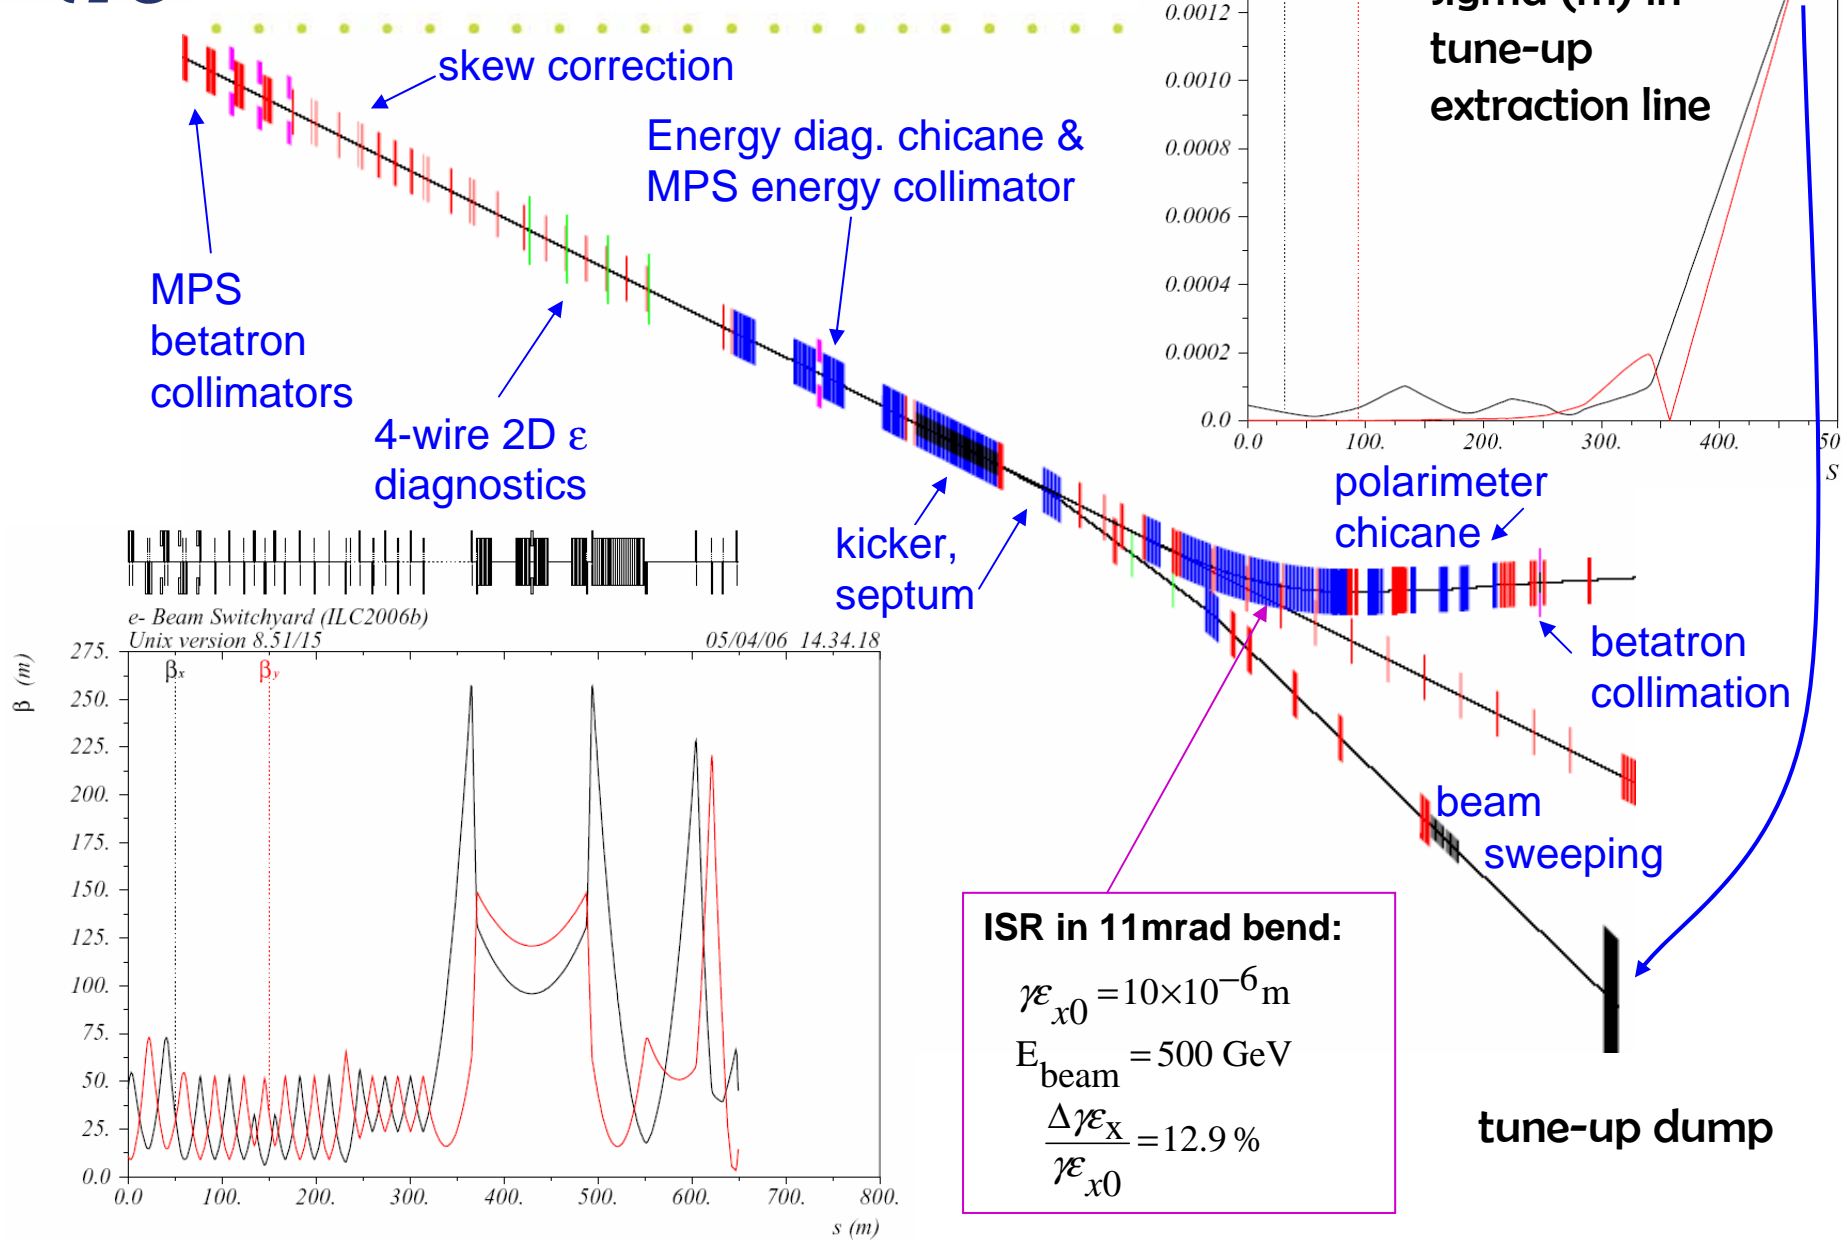 skew correction
Energy diag. chicane &
MPS energy collimator
MPS
betatron
collimators
4-wire 2D ε
diagnostics
kicker,
septum
sigma (m) in
tune-up
extraction line
0.0012
0.0010
0.0008
0.0006
0.0004
0.0002
0.0
0.0 100. 200. 300. 400. 50
S
polarimeter
chicane
betatron
collimation
beam
sweeping
tune-up dump
ISR in 11mrad bend:
γε_x0 = 10×10^−6 m
E_beam = 500 GeV
Δγε_x / γε_x0 = 12.9 %
e- Beam Switchyard (ILC2006b)
Unix version 8.51/15 05/04/06 14.34.18
β (m)
βx βy
275.
250.
225.
200.
175.
150.
125.
100.
75.
50.
25.
0.0
0.0 100. 200. 300. 400. 500. 600. 700. 800.
s (m)